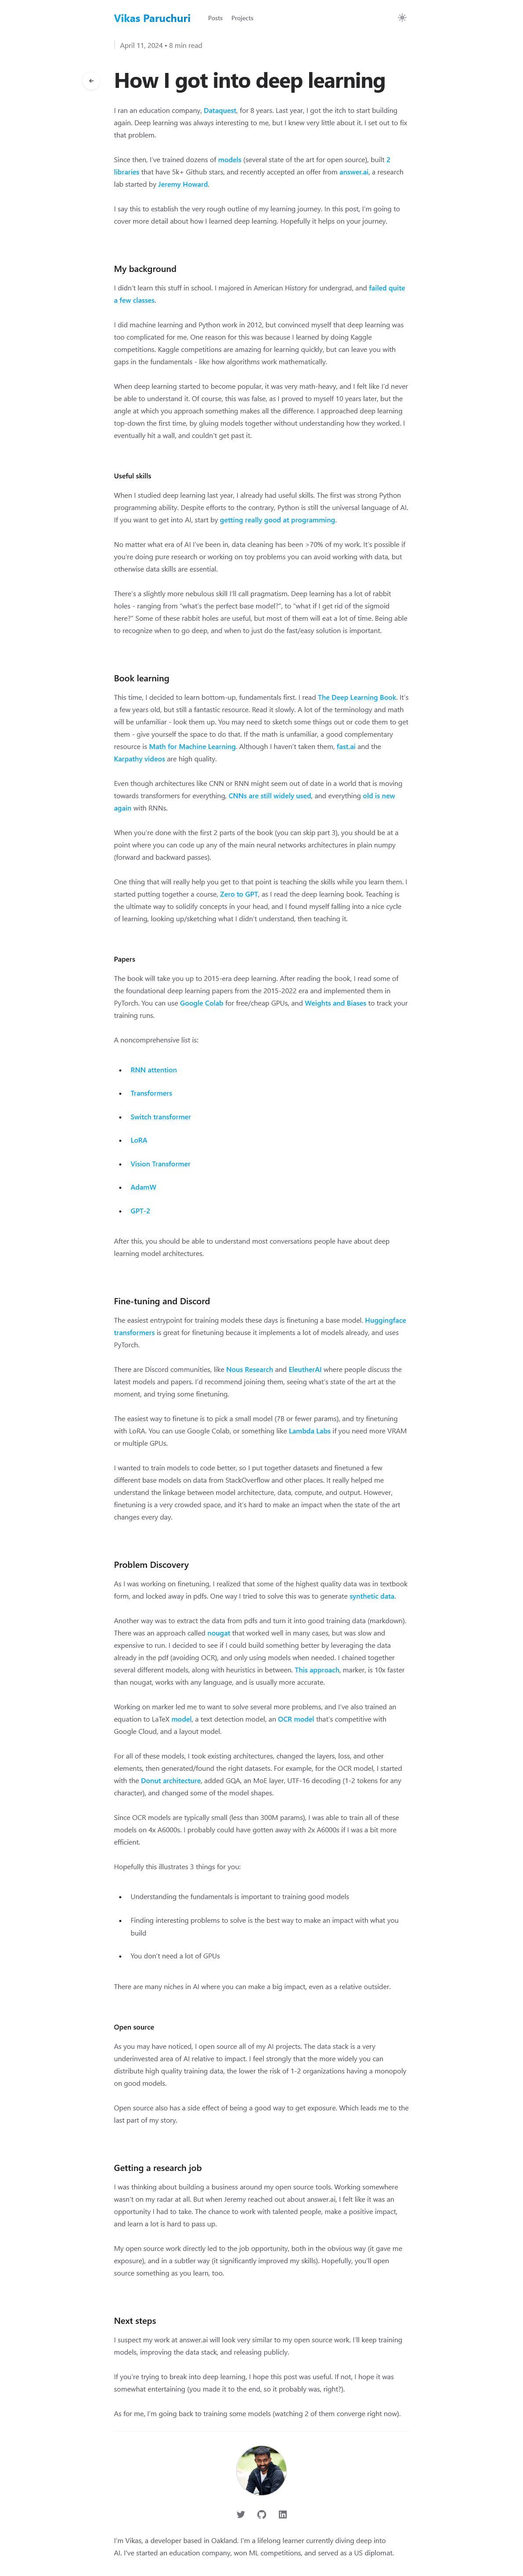 Vikas Paruchuri Posts Projects
April 11, 2024 • 8 min read
How I got into deep learning
I ran an education company, Dataquest, for 8 years. Last year, I got the itch to start building
again. Deep learning was always interesting to me, but I knew very little about it. I set out to fix
that problem.
Since then, I've trained dozens of models (several state of the art for open source), built 2
libraries that have 5k+ Github stars, and recently accepted an offer from answer.ai, a research
lab started by Jeremy Howard.
I say this to establish the very rough outline of my learning journey. In this post, I'm going to
cover more detail about how I learned deep learning. Hopefully it helps on your journey.
My background
I didn't learn this stuff in school. I majored in American History for undergrad, and failed quite
a few classes.
I did machine learning and Python work in 2012, but convinced myself that deep learning was
too complicated for me. One reason for this was because I learned by doing Kaggle
competitions. Kaggle competitions are amazing for learning quickly, but can leave you with
gaps in the fundamentals - like how algorithms work mathematically.
When deep learning started to become popular, it was very math-heavy, and I felt like I'd never
be able to understand it. Of course, this was false, as I proved to myself 10 years later, but the
angle at which you approach something makes all the difference. I approached deep learning
top-down the first time, by gluing models together without understanding how they worked. I
eventually hit a wall, and couldn't get past it.
Useful skills
When I studied deep learning last year, I already had useful skills. The first was strong Python
programming ability. Despite efforts to the contrary, Python is still the universal language of AI.
If you want to get into AI, start by getting really good at programming.
No matter what era of AI I've been in, data cleaning has been >70% of my work. It's possible if
you're doing pure research or working on toy problems you can avoid working with data, but
otherwise data skills are essential.
There's a slightly more nebulous skill I'll call pragmatism. Deep learning has a lot of rabbit
holes - ranging from "what's the perfect base model?", to "what if I get rid of the sigmoid
here?" Some of these rabbit holes are useful, but most of them will eat a lot of time. Being able
to recognize when to go deep, and when to just do the fast/easy solution is important.
Book learning
This time, I decided to learn bottom-up, fundamentals first. I read The Deep Learning Book. It's
a few years old, but still a fantastic resource. Read it slowly. A lot of the terminology and math
will be unfamiliar - look them up. You may need to sketch some things out or code them to get
them - give yourself the space to do that. If the math is unfamiliar, a good complementary
resource is Math for Machine Learning. Although I haven't taken them, fast.ai and the
Karpathy videos are high quality.
Even though architectures like CNN or RNN might seem out of date in a world that is moving
towards transformers for everything, CNNs are still widely used, and everything old is new
again with RNNs.
When you're done with the first 2 parts of the book (you can skip part 3), you should be at a
point where you can code up any of the main neural networks architectures in plain numpy
(forward and backward passes).
One thing that will really help you get to that point is teaching the skills while you learn them. I
started putting together a course, Zero to GPT, as I read the deep learning book. Teaching is
the ultimate way to solidify concepts in your head, and I found myself falling into a nice cycle
of learning, looking up/sketching what I didn't understand, then teaching it.
Papers
The book will take you up to 2015-era deep learning. After reading the book, I read some of
the foundational deep learning papers from the 2015-2022 era and implemented them in
PyTorch. You can use Google Colab for free/cheap GPUs, and Weights and Biases to track your
training runs.
A noncomprehensive list is:
• RNN attention
• Transformers
• Switch transformer
• LoRA
• Vision Transformer
• AdamW
• GPT-2
After this, you should be able to understand most conversations people have about deep
learning model architectures.
Fine-tuning and Discord
The easiest entrypoint for training models these days is finetuning a base model. Huggingface
transformers is great for finetuning because it implements a lot of models already, and uses
PyTorch.
There are Discord communities, like Nous Research and EleutherAI where people discuss the
latest models and papers. I'd recommend joining them, seeing what's state of the art at the
moment, and trying some finetuning.
The easiest way to finetune is to pick a small model (7B or fewer params), and try finetuning
with LoRA. You can use Google Colab, or something like Lambda Labs if you need more VRAM
or multiple GPUs.
I wanted to train models to code better, so I put together datasets and finetuned a few
different base models on data from StackOverflow and other places. It really helped me
understand the linkage between model architecture, data, compute, and output. However,
finetuning is a very crowded space, and it's hard to make an impact when the state of the art
changes every day.
Problem Discovery
As I was working on finetuning, I realized that some of the highest quality data was in textbook
form, and locked away in pdfs. One way I tried to solve this was to generate synthetic data.
Another way was to extract the data from pdfs and turn it into good training data (markdown).
There was an approach called nougat that worked well in many cases, but was slow and
expensive to run. I decided to see if I could build something better by leveraging the data
already in the pdf (avoiding OCR), and only using models when needed. I chained together
several different models, along with heuristics in between. This approach, marker, is 10x faster
than nougat, works with any language, and is usually more accurate.
Working on marker led me to want to solve several more problems, and I've also trained an
equation to LaTeX model, a text detection model, an OCR model that's competitive with
Google Cloud, and a layout model.
For all of these models, I took existing architectures, changed the layers, loss, and other
elements, then generated/found the right datasets. For example, for the OCR model, I started
with the Donut architecture, added GQA, an MoE layer, UTF-16 decoding (1-2 tokens for any
character), and changed some of the model shapes.
Since OCR models are typically small (less than 300M params), I was able to train all of these
models on 4x A6000s. I probably could have gotten away with 2x A6000s if I was a bit more
efficient.
Hopefully this illustrates 3 things for you:
• Understanding the fundamentals is important to training good models
• Finding interesting problems to solve is the best way to make an impact with what you
build
• You don't need a lot of GPUs
There are many niches in AI where you can make a big impact, even as a relative outsider.
Open source
As you may have noticed, I open source all of my AI projects. The data stack is a very
underinvested area of AI relative to impact. I feel strongly that the more widely you can
distribute high quality training data, the lower the risk of 1-2 organizations having a monopoly
on good models.
Open source also has a side effect of being a good way to get exposure. Which leads me to the
last part of my story.
Getting a research job
I was thinking about building a business around my open source tools. Working somewhere
wasn't on my radar at all. But when Jeremy reached out about answer.ai, I felt like it was an
opportunity I had to take. The chance to work with talented people, make a positive impact,
and learn a lot is hard to pass up.
My open source work directly led to the job opportunity, both in the obvious way (it gave me
exposure), and in a subtler way (it significantly improved my skills). Hopefully, you'll open
source something as you learn, too.
Next steps
I suspect my work at answer.ai will look very similar to my open source work. I'll keep training
models, improving the data stack, and releasing publicly.
If you're trying to break into deep learning, I hope this post was useful. If not, I hope it was
somewhat entertaining (you made it to the end, so it probably was, right?).
As for me, I'm going back to training some models (watching 2 of them converge right now).
I'm Vikas, a developer based in Oakland. I'm a lifelong learner currently diving deep into
AI. I've started an education company, won ML competitions, and served as a US diplomat.